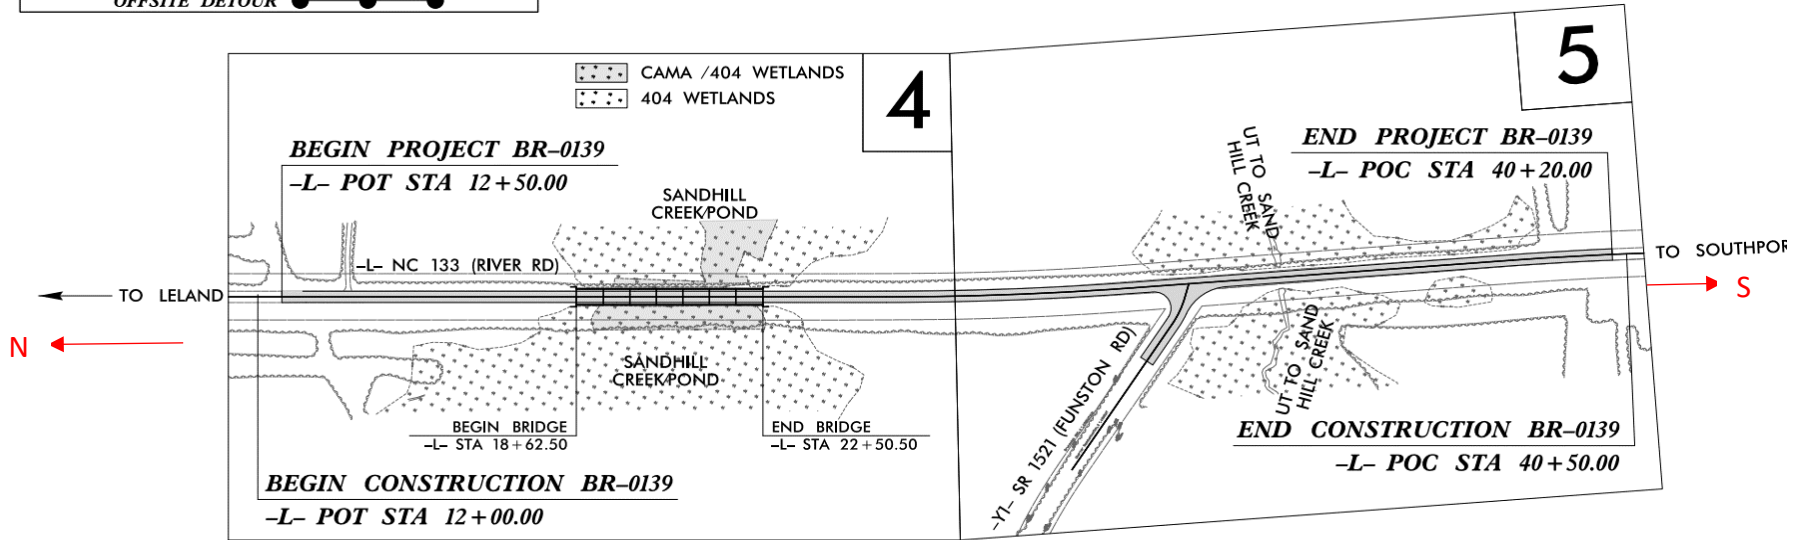 OFFSITE DETOUR
CAMA /404 WETLANDS
404 WETLANDS
4
5
BEGIN PROJECT BR–0139
–L– POT STA 12+50.00
SANDHILL
CREEK/POND
UT TO SAND
HILL CREEK
END PROJECT BR–0139
–L– POC STA 40+20.00
–L– NC 133 (RIVER RD)
TO LELAND
TO SOUTHPOR
N
S
SANDHILL
CREEK/POND
UT TO SAND
HILL CREEK
BEGIN BRIDGE
–L– STA 18+62.50
END BRIDGE
–L– STA 22+50.50
–Y1– SR 1521 (FUNSTON RD)
END CONSTRUCTION BR–0139
–L– POC STA 40+50.00
BEGIN CONSTRUCTION BR–0139
–L– POT STA 12+00.00